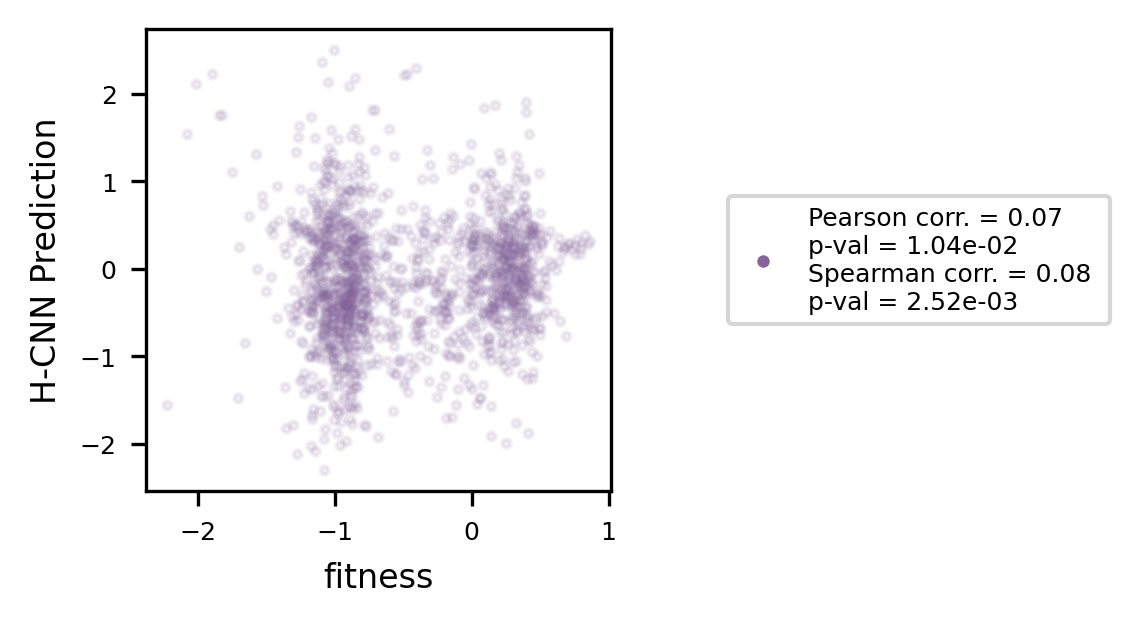 2
1
0
−1
−2
H-CNN Prediction
−2
−1
0
1
fitness
Pearson corr. = 0.07
p-val = 1.04e-02
Spearman corr. = 0.08
p-val = 2.52e-03